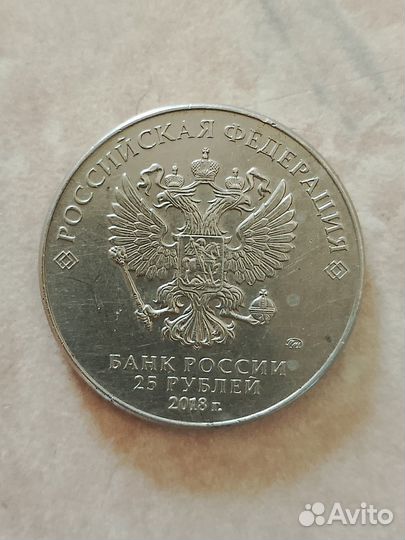 РОССИЙСКАЯ ФЕДЕРАЦИЯ
БАНК РОССИИ
25 РУБЛЕЙ
2018 г.
Avito